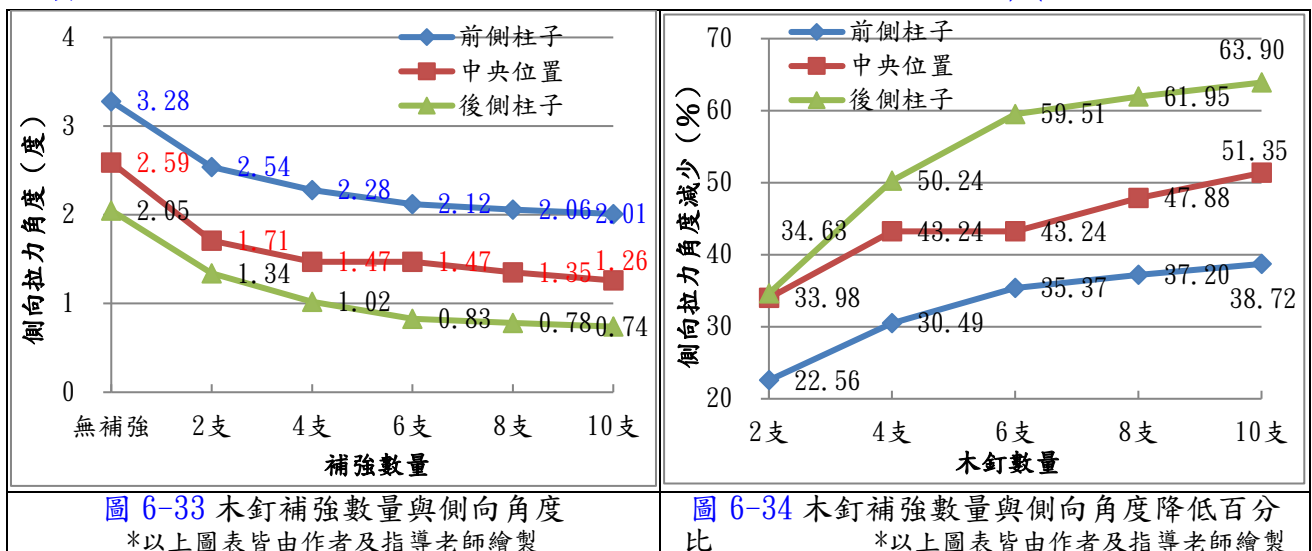 4
3
2
1
0
側向拉力角度(度)
前側柱子
中央位置
後側柱子
3.28
2.54
2.28
2.12
2.06
2.01
2.59
1.71
1.47
1.47
1.35
1.26
2.05
1.34
1.02
0.83
0.78
0.74
無補強 2支 4支 6支 8支 10支
補強數量
圖 6-33 木釘補強數量與側向角度
*以上圖表皆由作者及指導老師繪製
70
60
50
40
30
20
側向拉力角度減少(%)
前側柱子
中央位置
後側柱子
34.63
50.24
59.51
61.95
63.90
33.98
43.24
43.24
47.88
51.35
22.56
30.49
35.37
37.20
38.72
2支 4支 6支 8支 10支
木釘數量
圖 6-34 木釘補強數量與側向角度降低百分
比 *以上圖表皆由作者及指導老師繪製